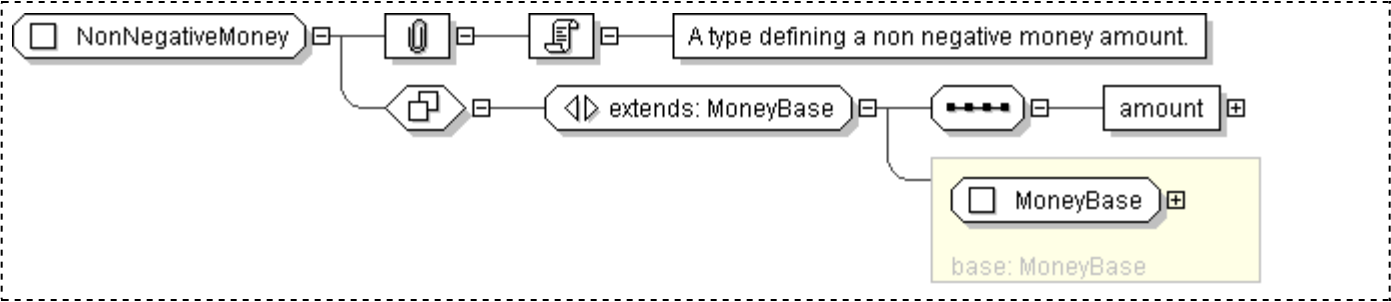 NonNegativeMoney
A type defining a non negative money amount.
extends: MoneyBase
amount
MoneyBase
base: MoneyBase